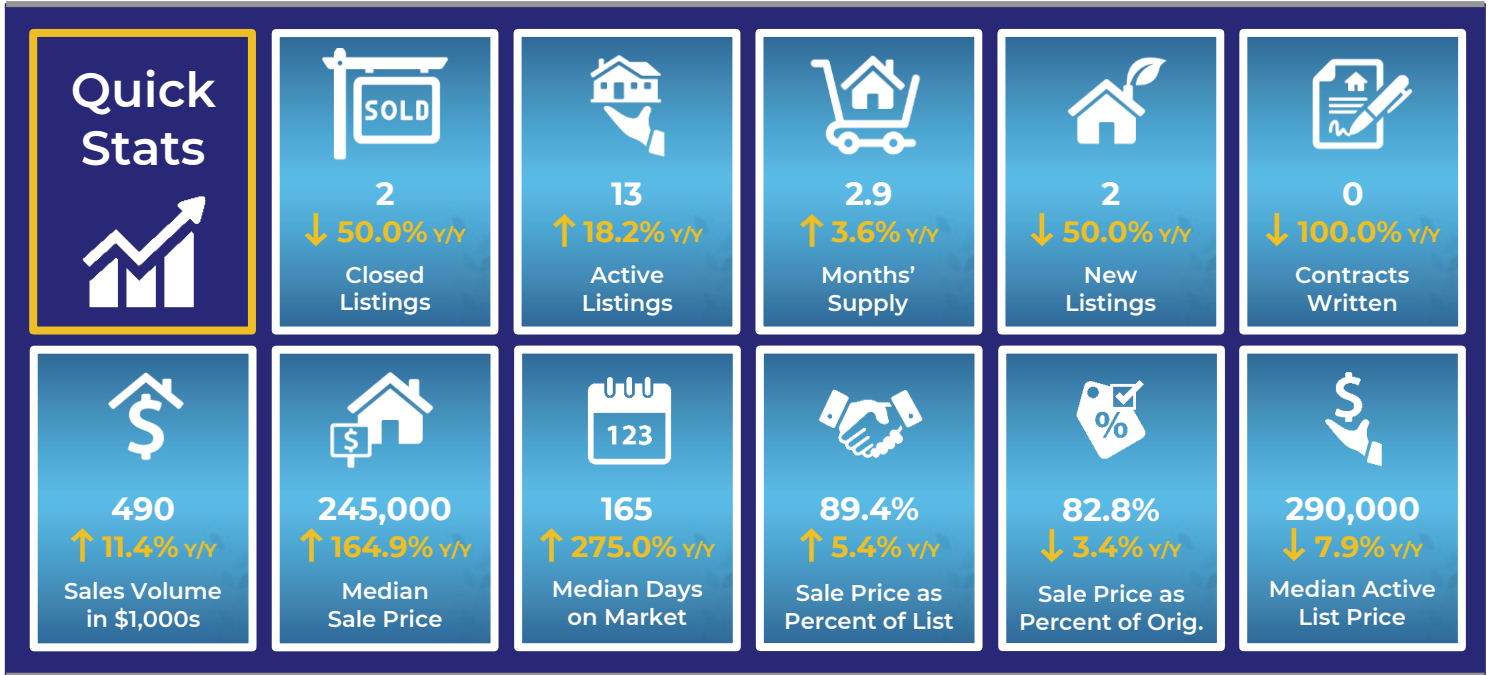 Quick
Stats
SOLD
2
↓ 50.0% Y/Y
Closed
Listings
13
↑ 18.2% Y/Y
Active
Listings
2.9
↑ 3.6% Y/Y
Months’
Supply
2
↓ 50.0% Y/Y
New
Listings
0
↓ 100.0% Y/Y
Contracts
Written
$
490
↑ 11.4% Y/Y
Sales Volume
in $1,000s
$
245,000
↑ 164.9% Y/Y
Median
Sale Price
123
165
↑ 275.0% Y/Y
Median Days
on Market
89.4%
↑ 5.4% Y/Y
Sale Price as
Percent of List
%
82.8%
↓ 3.4% Y/Y
Sale Price as
Percent of Orig.
$
290,000
↓ 7.9% Y/Y
Median Active
List Price